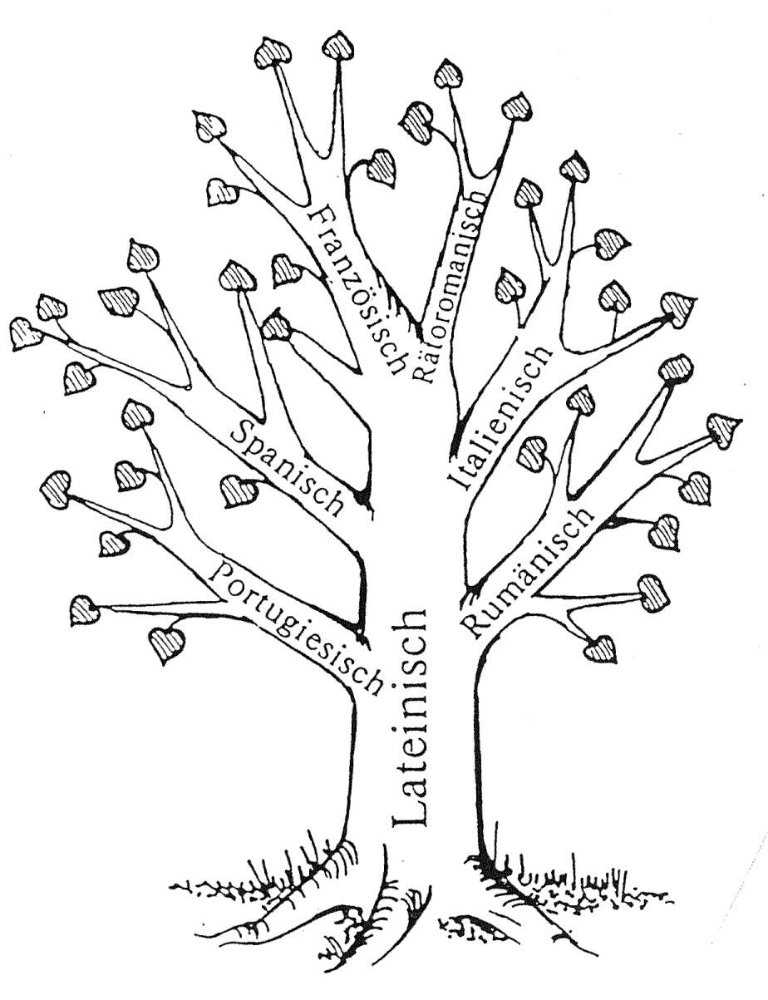 Französisch
Rätoromanisch
Spanisch
Italienisch
Portugiesisch
Rumänisch
Lateinisch